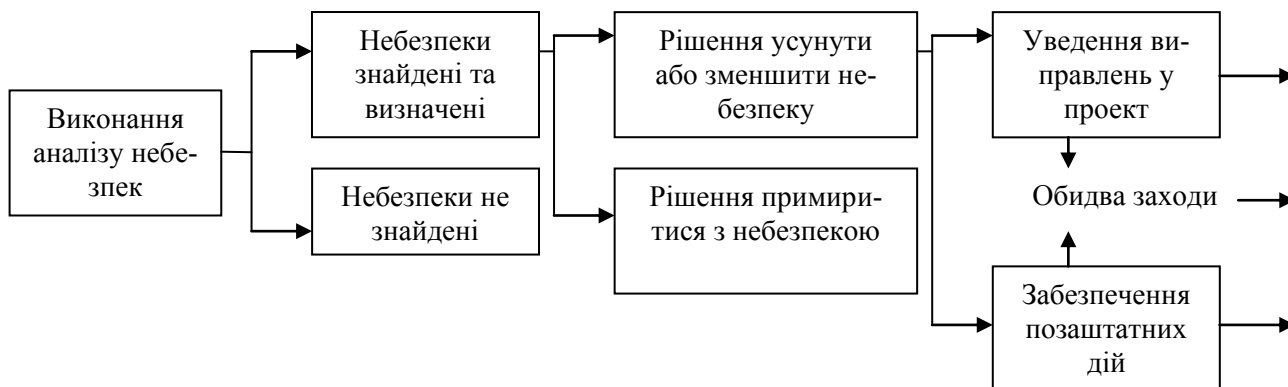 Виконання
аналізу небе-
зпек
Небезпеки
знайдені та
визначені
Небезпеки не
знайдені
Рішення усунути
або зменшити не-
безпеку
Рішення примири-
тися з небезпекою
Уведення ви-
правлень у
проект
Обидва заходи
Забезпечення
позаштатних
дій